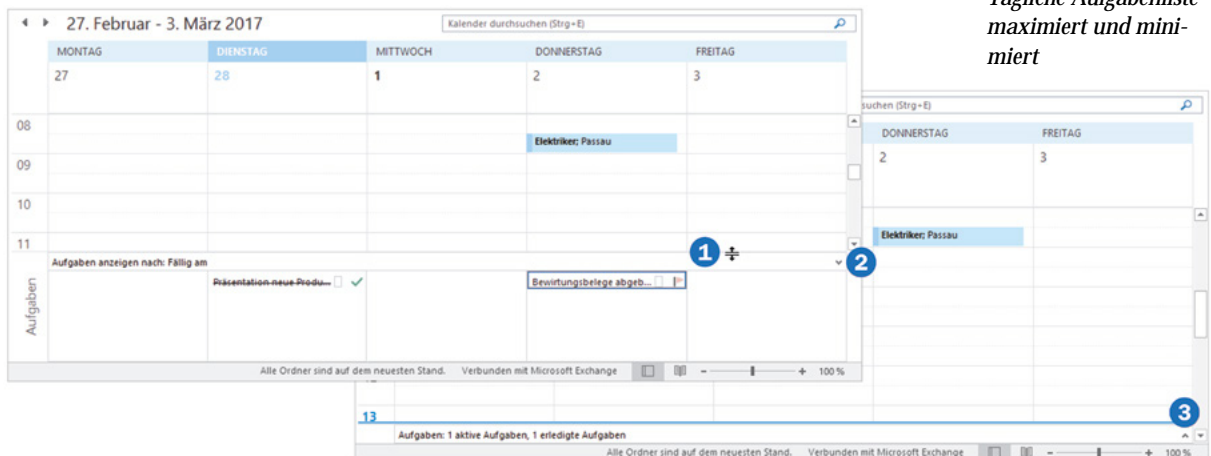 Tägliche Aufgabenliste
maximiert und mini-
miert
27. Februar - 3. März 2017
Kalender durchsuchen (Strg+E)
MONTAG DIENSTAG MITTWOCH DONNERSTAG FREITAG
27 28 1 2 3
08
Elektriker; Passau
09
10
11
1
2
Aufgaben anzeigen nach: Fällig am
Aufgaben
Präsentation neue Produ... Bewirtungsbelege abgeb...
Alle Ordner sind auf dem neuesten Stand. Verbunden mit Microsoft Exchange - + 100 %
suchen (Strg+E)
DONNERSTAG FREITAG
2 3
Elektriker; Passau
13
3
Aufgaben: 1 aktive Aufgaben, 1 erledigte Aufgaben
Alle Ordner sind auf dem neuesten Stand. Verbunden mit Microsoft Exchange - + 100 %